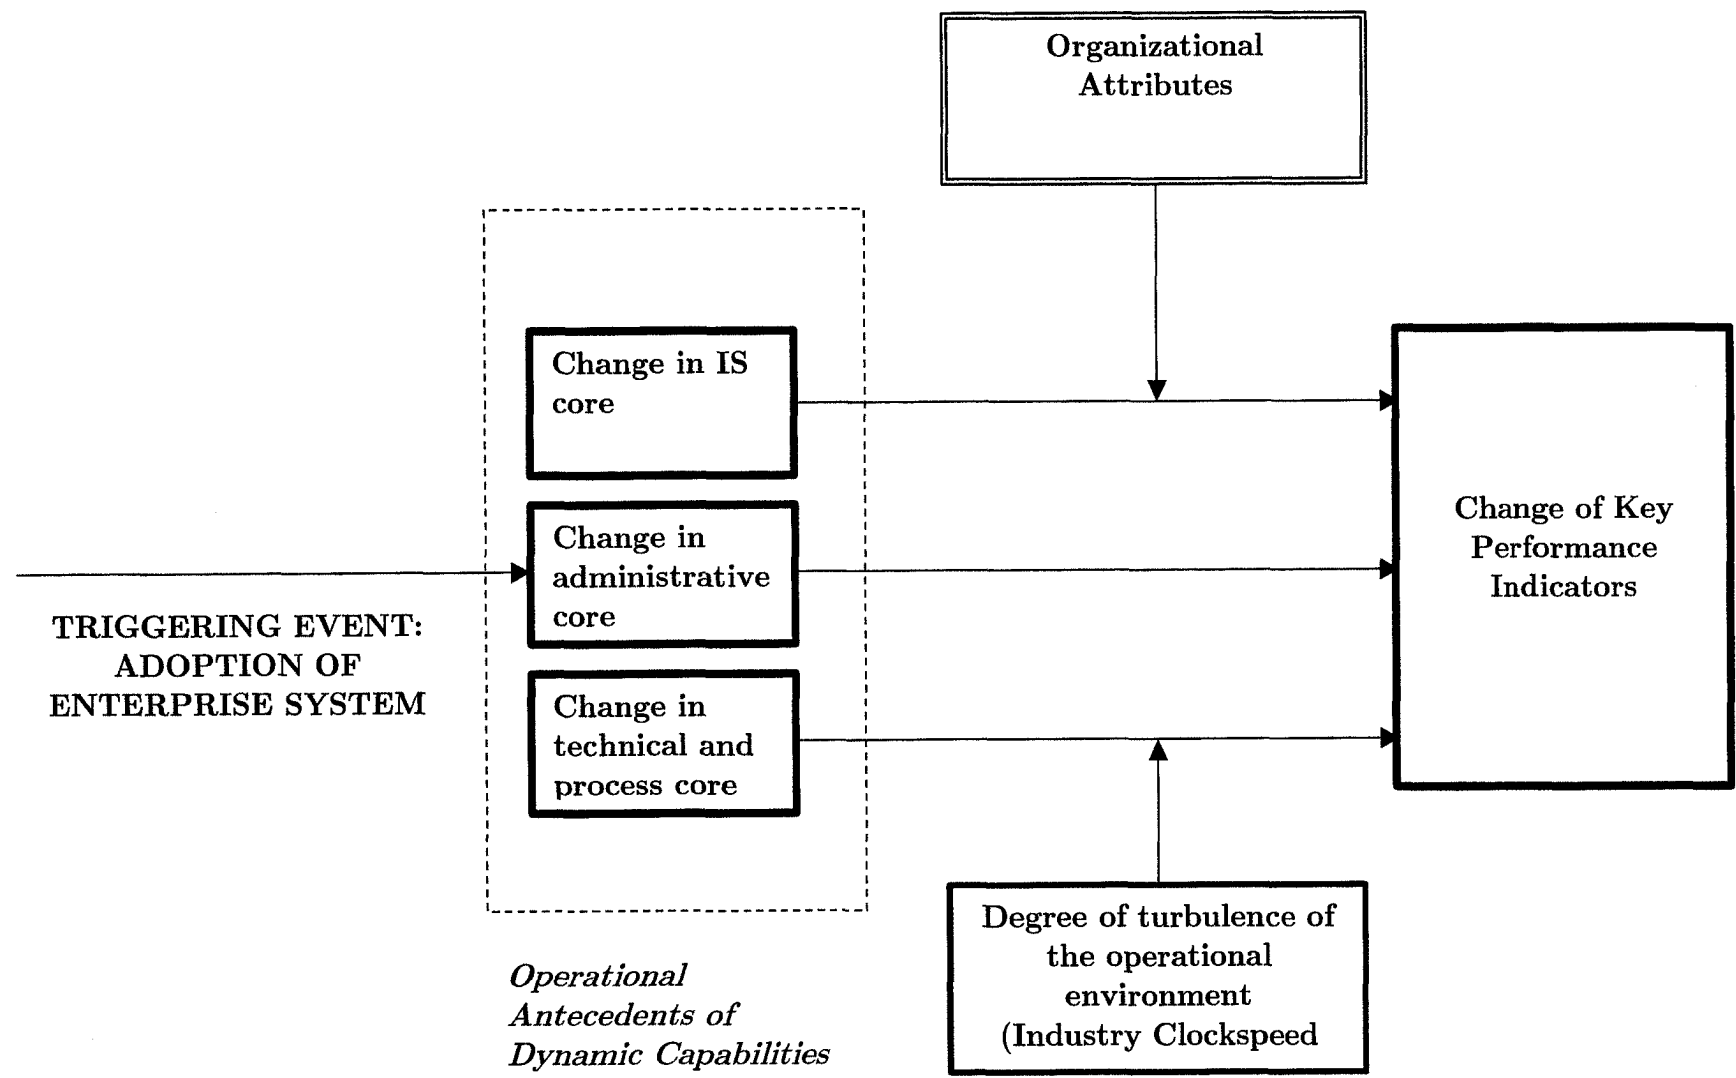 Organizational
Attributes
Change in IS
core
Change in
administrative
core
Change in
technical and
process core
TRIGGERING EVENT:
ADOPTION OF
ENTERPRISE SYSTEM
Change of Key
Performance
Indicators
Degree of turbulence of
the operational
environment
(Industry Clockspeed
Operational
Antecedents of
Dynamic Capabilities